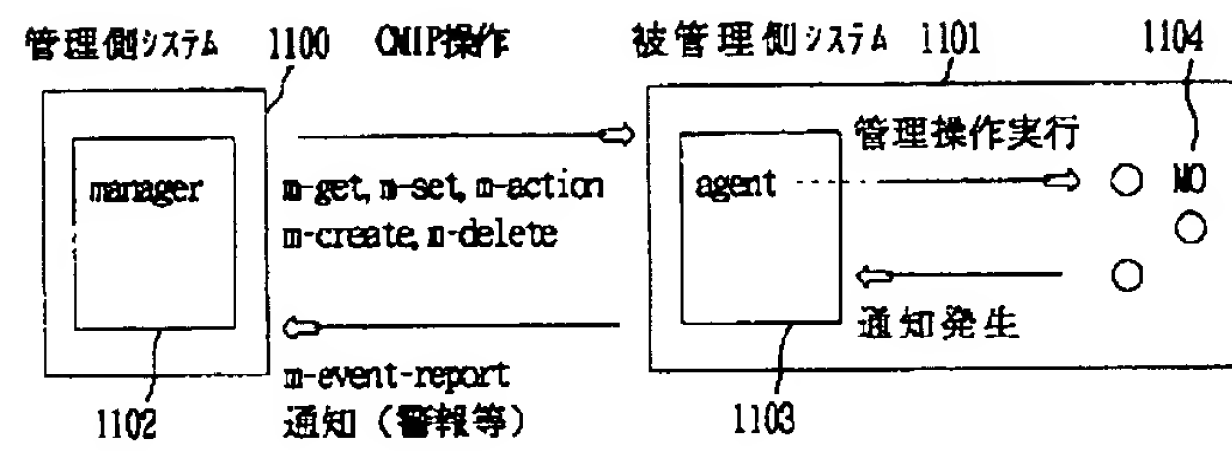 管理側システム 1100 CMIP操作 被管理側システム 1101 1104
管理操作実行
manager m-get, m-set, m-action agent MO
m-create, m-delete
通知発生
m-event-report
1102 通知（警報等） 1103